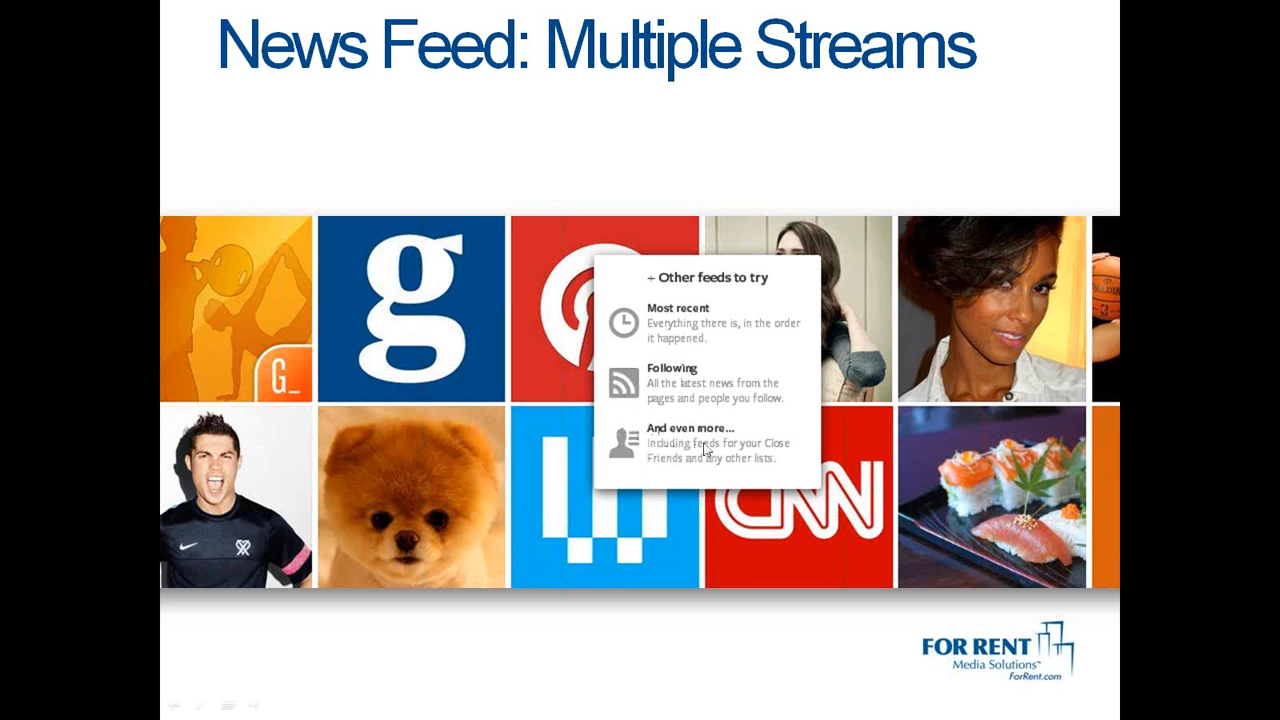 News Feed: Multiple Streams
G_
g
SPALDING
+ Other feeds to try
Most recent
Everything there is, in the order
it happened.
Following
All the latest news from the
pages and people you follow.
And even more...
Including feeds for your Close
Friends and any other lists.
W
CNN
FOR RENT
Media Solutions™
ForRent.com